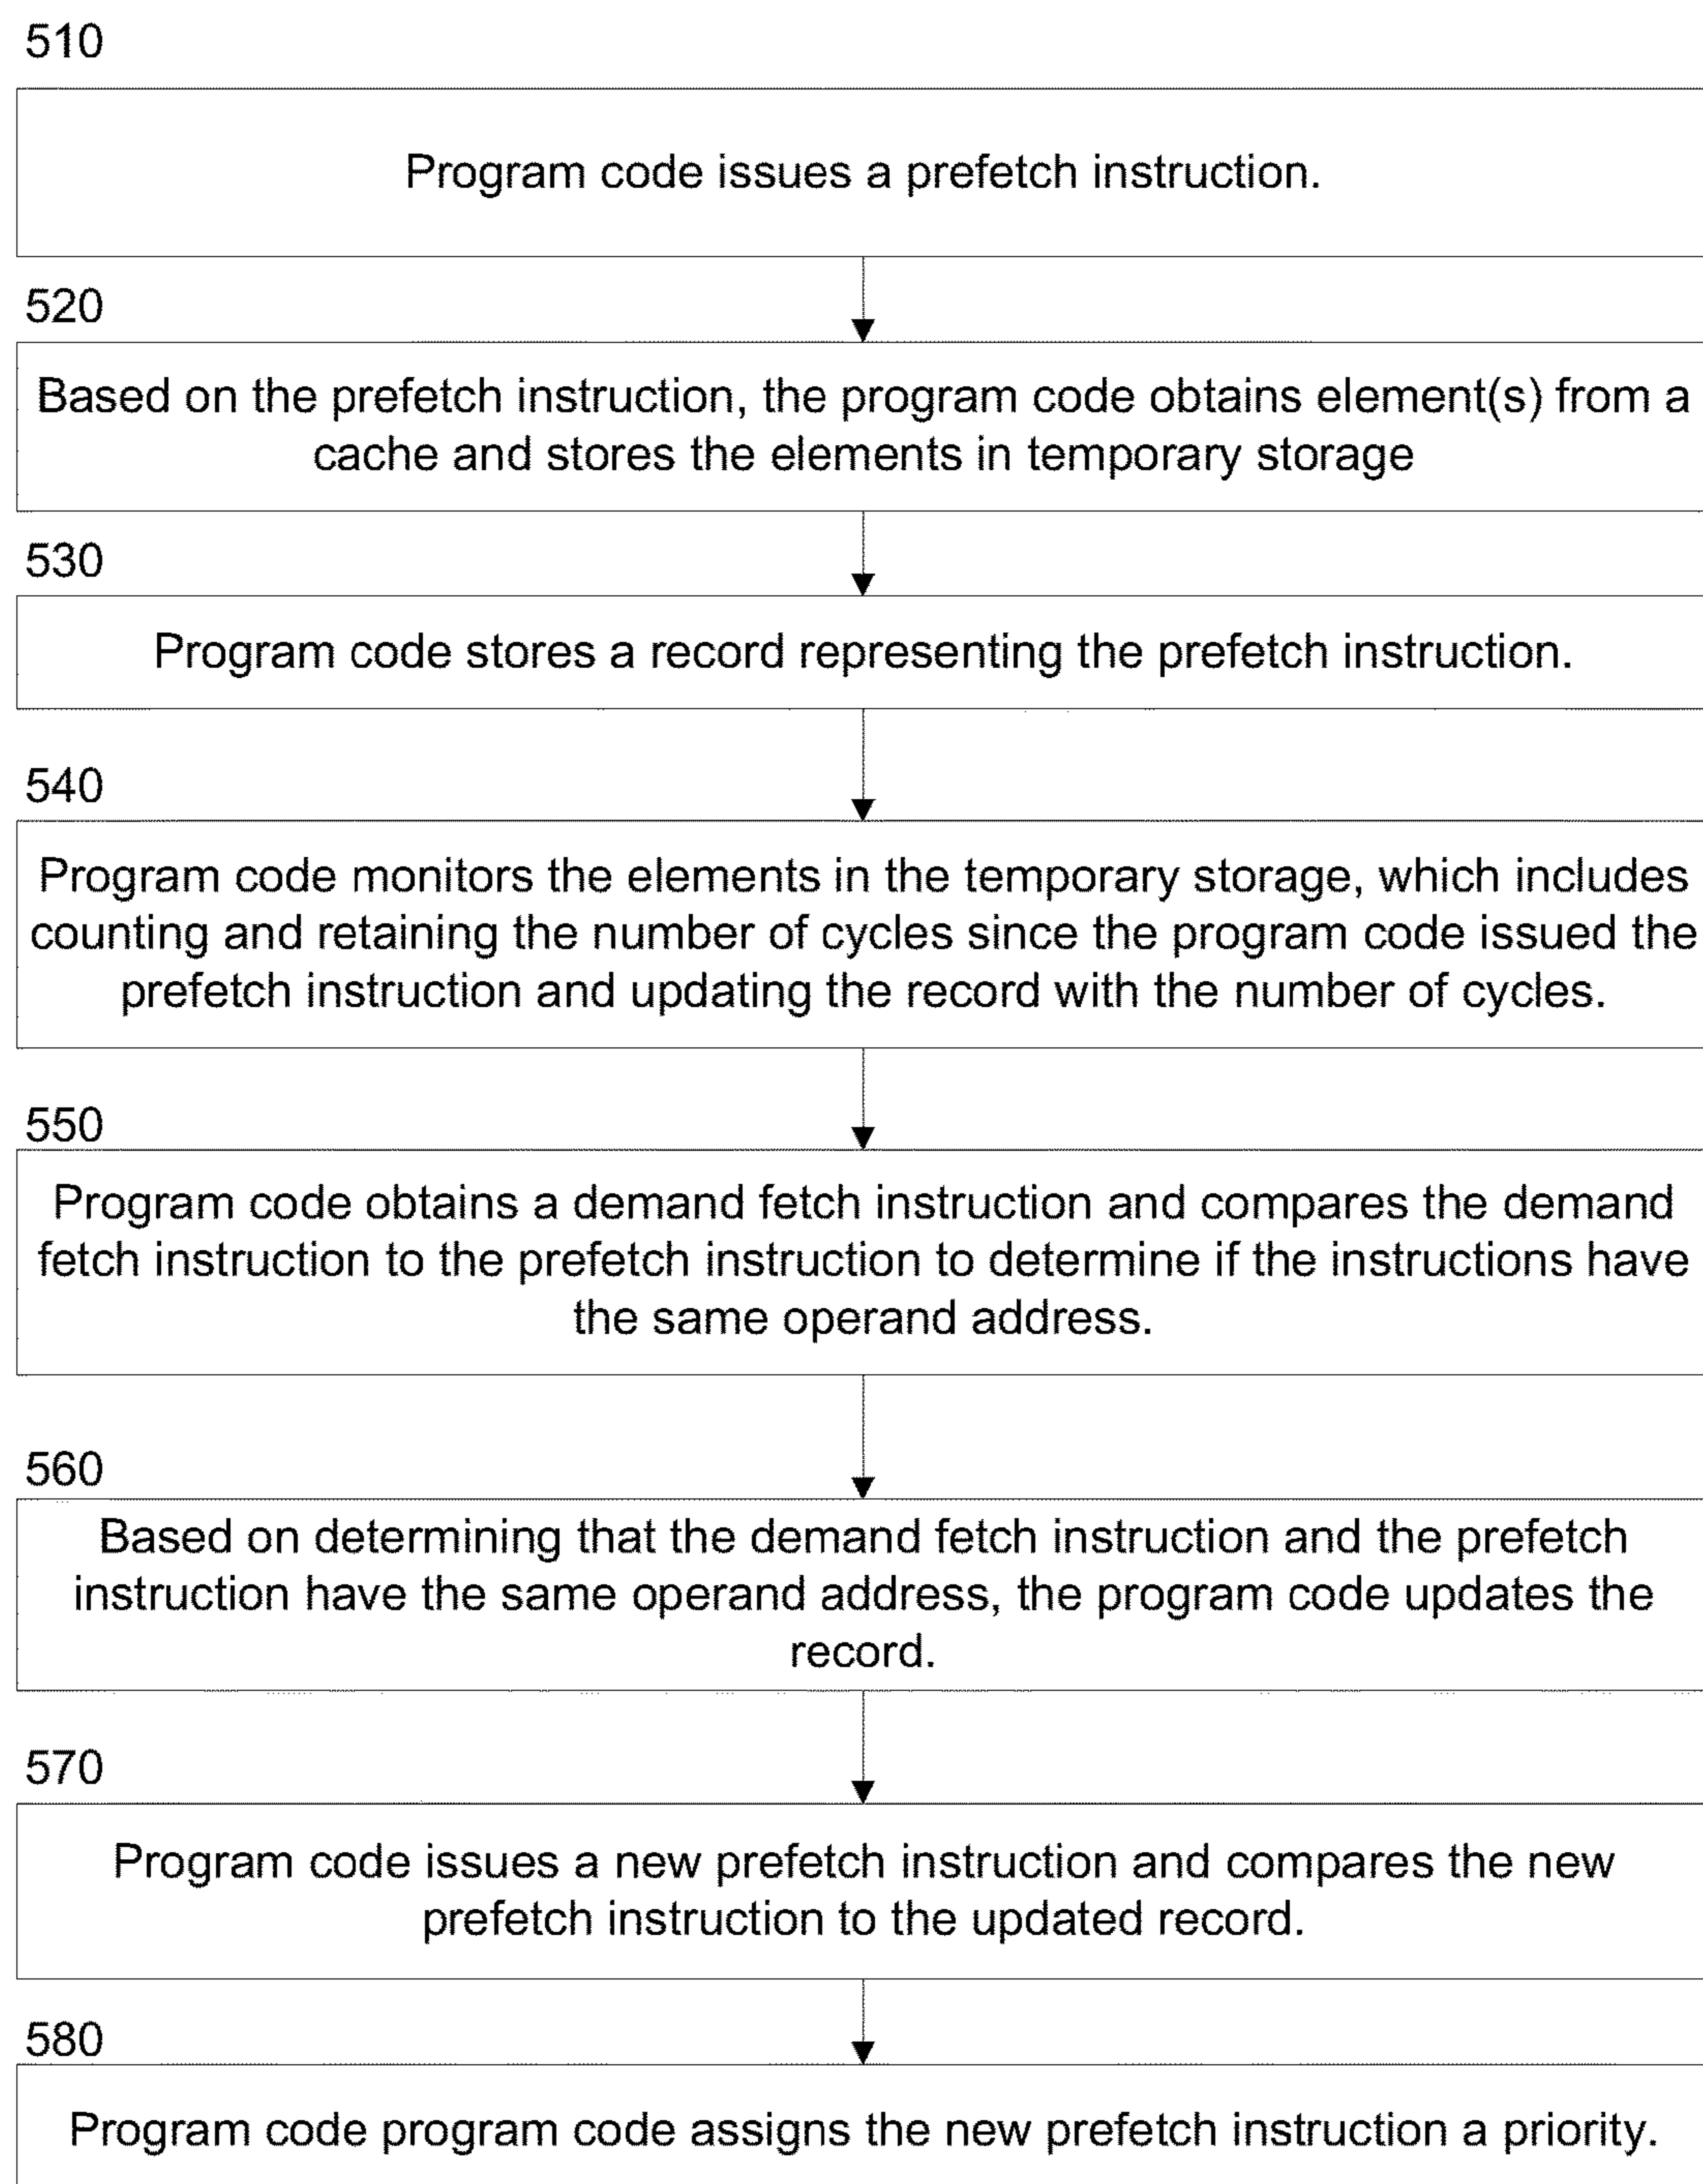 510
Program code issues a prefetch instruction.
520
Based on the prefetch instruction, the program code obtains element(s) from a
cache and stores the elements in temporary storage
530
Program code stores a record representing the prefetch instruction.
540
Program code monitors the elements in the temporary storage, which includes
counting and retaining the number of cycles since the program code issued the
prefetch instruction and updating the record with the number of cycles.
550
Program code obtains a demand fetch instruction and compares the demand
fetch instruction to the prefetch instruction to determine if the instructions have
the same operand address.
560
Based on determining that the demand fetch instruction and the prefetch
instruction have the same operand address, the program code updates the
record.
570
Program code issues a new prefetch instruction and compares the new
prefetch instruction to the updated record.
580
Program code program code assigns the new prefetch instruction a priority.